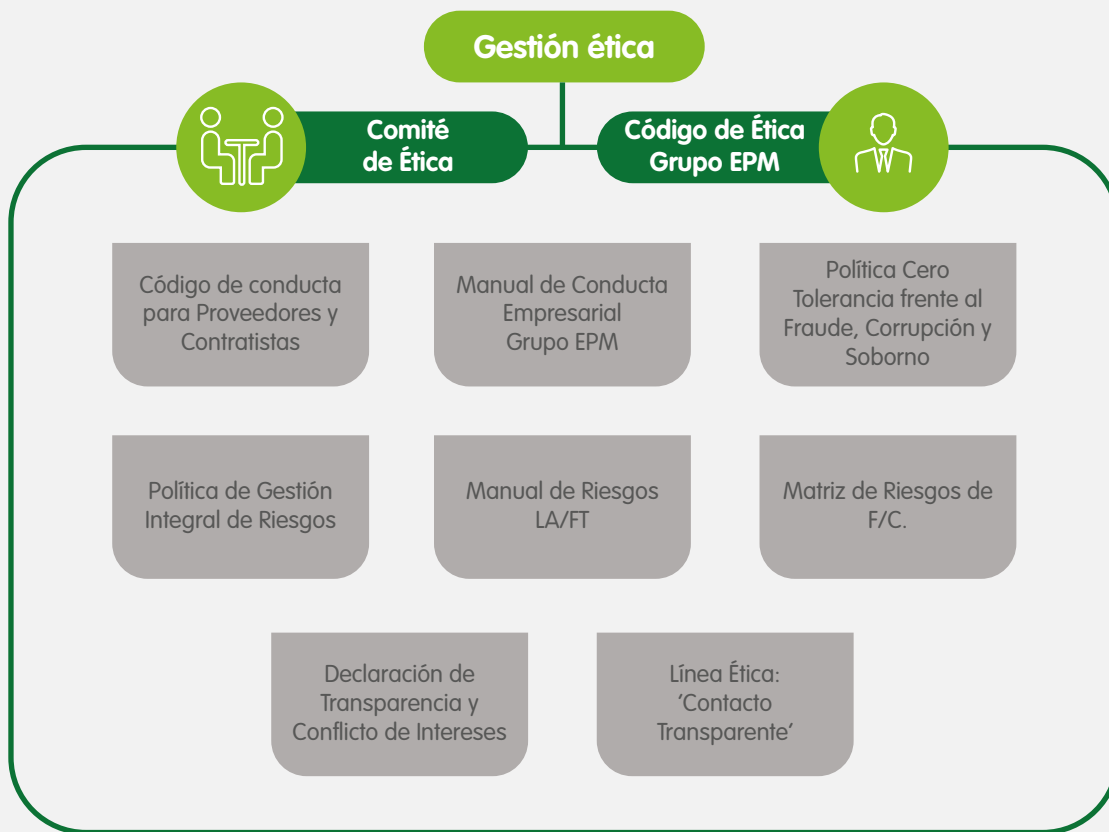 Gestión ética
Comité
de Ética
Código de Ética
Grupo EPM
Código de conducta
para Proveedores y
Contratistas
Manual de Conducta
Empresarial
Grupo EPM
Política Cero
Tolerancia frente al
Fraude, Corrupción y
Soborno
Política de Gestión
Integral de Riesgos
Manual de Riesgos
LA/FT
Matriz de Riesgos de
F/C.
Declaración de
Transparencia y
Conflicto de Intereses
Línea Ética:
‘Contacto
Transparente’